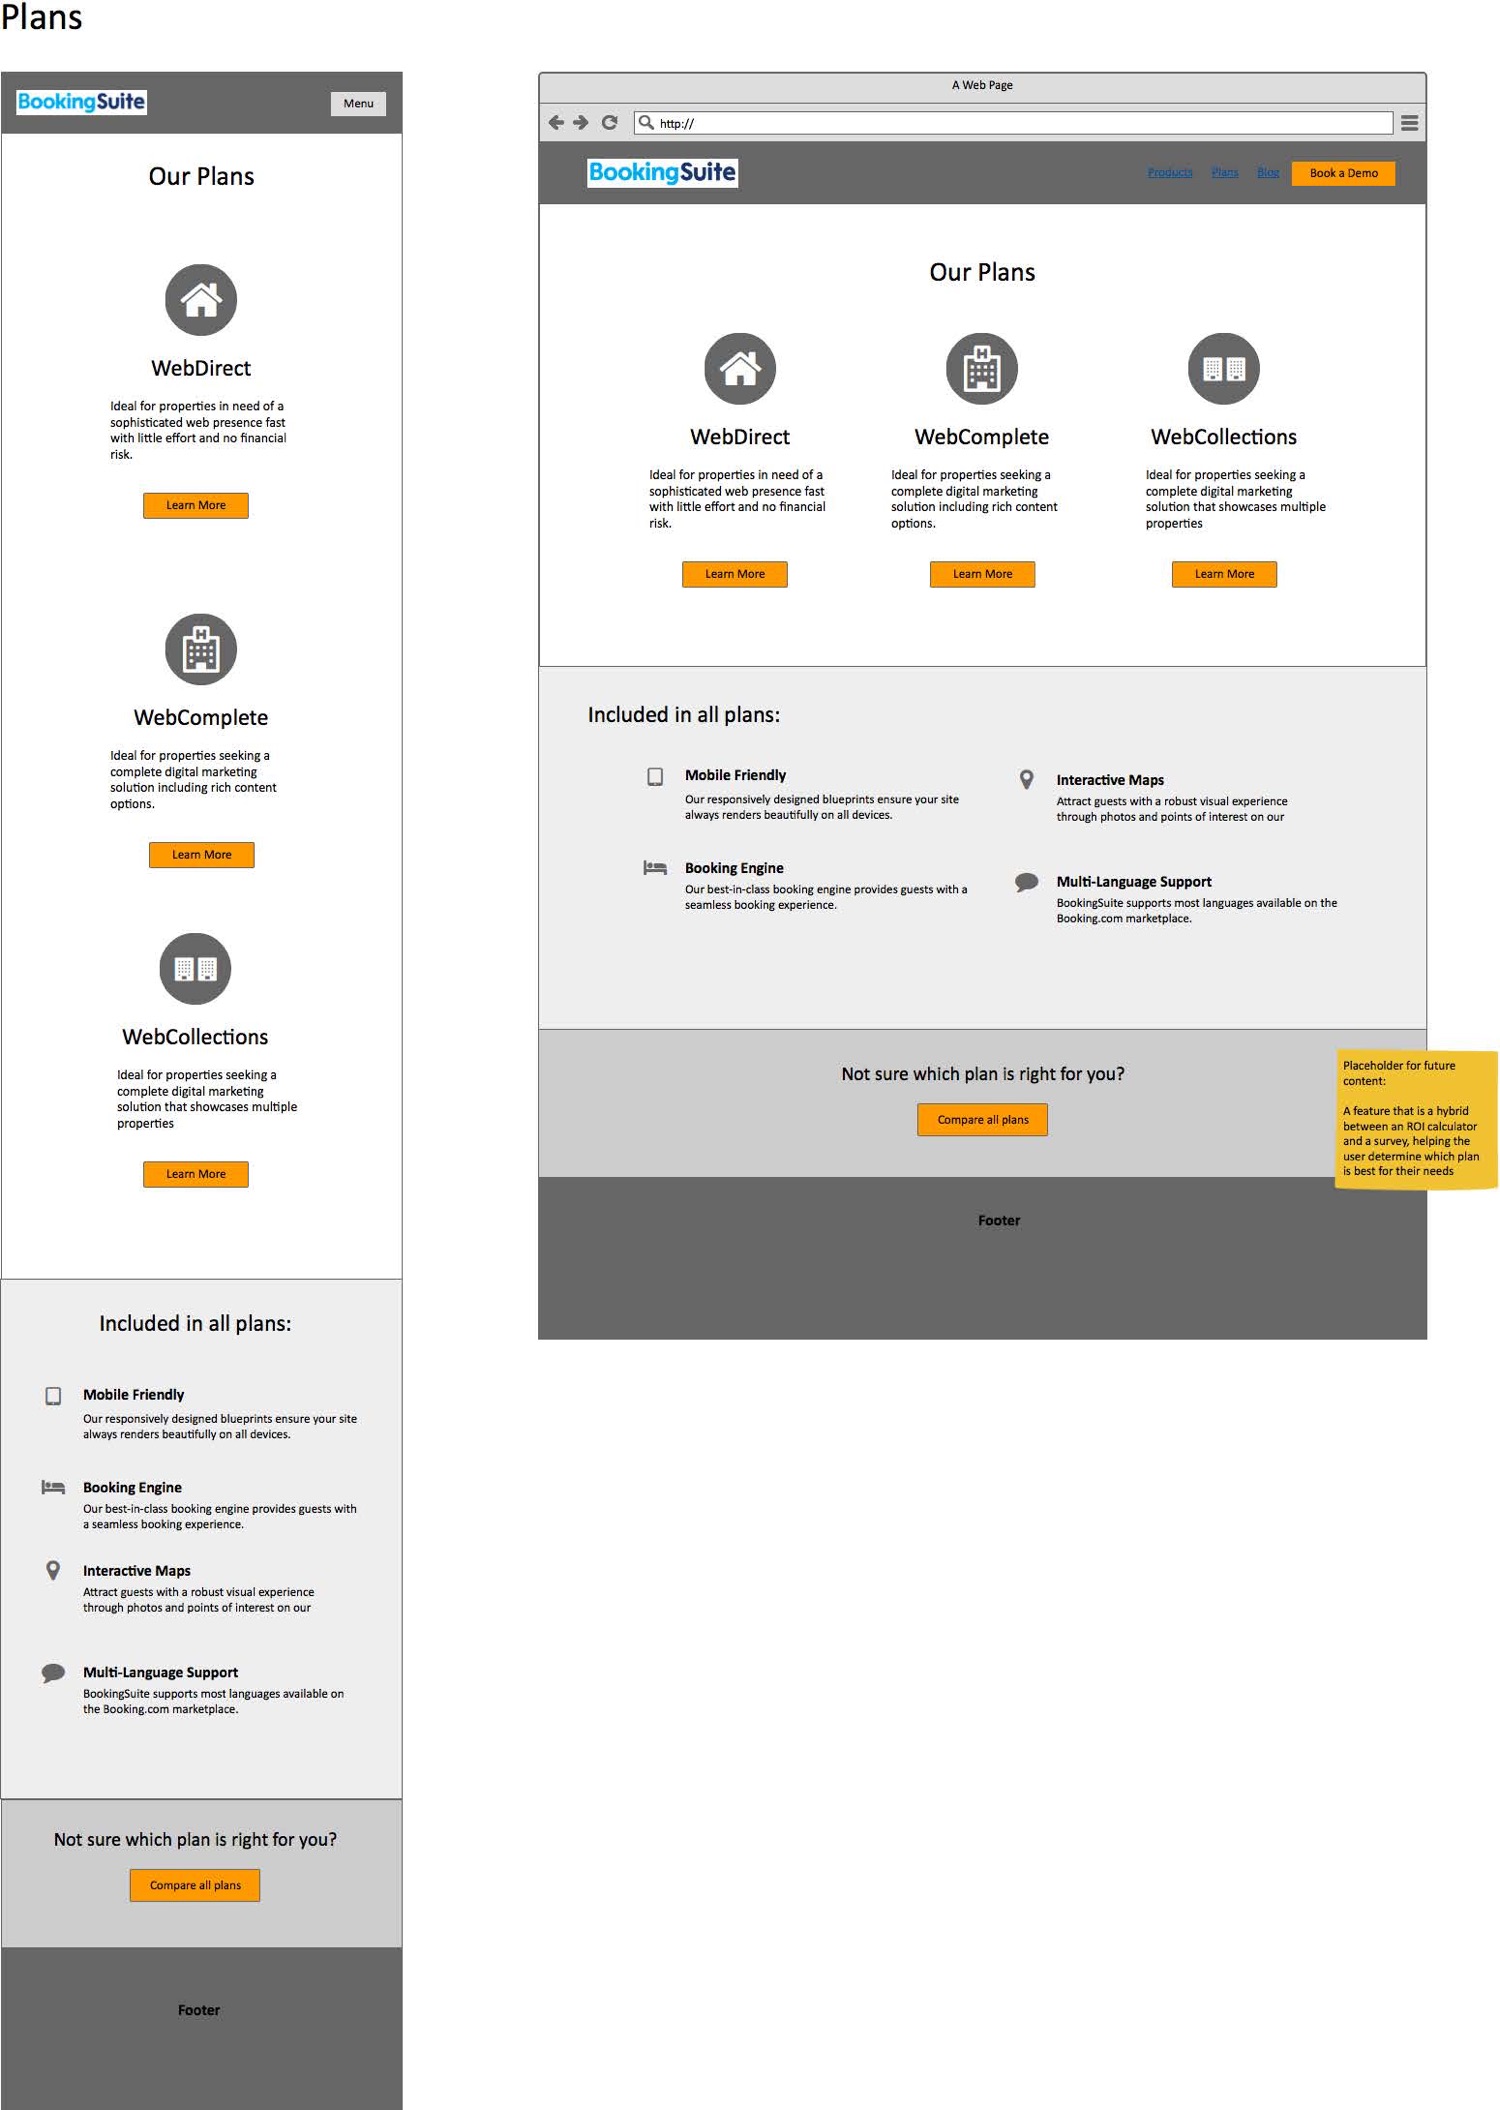 Plans
BookingSuite
Menu
Our Plans
WebDirect
Ideal for properties in need of a
sophisticated web presence fast
with little effort and no financial
risk.
Learn More
WebComplete
Ideal for properties seeking a
complete digital marketing
solution including rich content
options.
Learn More
WebCollections
Ideal for properties seeking a
complete digital marketing
solution that showcases multiple
properties
Learn More
Included in all plans:
Mobile Friendly
Our responsively designed blueprints ensure your site
always renders beautifully on all devices.
Booking Engine
Our best-in-class booking engine provides guests with
a seamless booking experience.
Interactive Maps
Attract guests with a robust visual experience
through photos and points of interest on our
Multi-Language Support
BookingSuite supports most languages available on
the Booking.com marketplace.
Not sure which plan is right for you?
Compare all plans
Footer
A Web Page
http://
BookingSuite
Products Plans Blog Book a Demo
Our Plans
WebDirect
Ideal for properties in need of a
sophisticated web presence fast
with little effort and no financial
risk.
Learn More
H
WebComplete
Ideal for properties seeking a
complete digital marketing
solution including rich content
options.
Learn More
WebCollections
Ideal for properties seeking a
complete digital marketing
solution that showcases multiple
properties
Learn More
Included in all plans:
Mobile Friendly
Our responsively designed blueprints ensure your site
always renders beautifully on all devices.
Booking Engine
Our best-in-class booking engine provides guests with a
seamless booking experience.
Interactive Maps
Attract guests with a robust visual experience
through photos and points of interest on our
Multi-Language Support
BookingSuite supports most languages available on the
Booking.com marketplace.
Not sure which plan is right for you?
Compare all plans
Placeholder for future
content:
A feature that is a hybrid
between an ROI calculator
and a survey, helping the
user determine which plan
is best for their needs
Footer